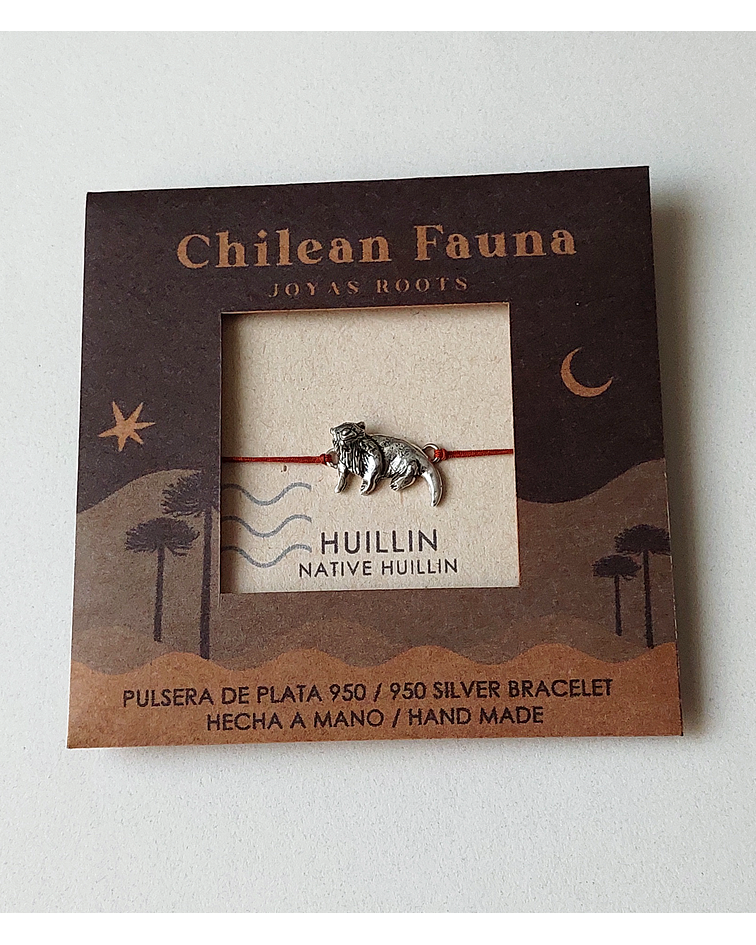 Chilean Fauna
JOYAS ROOTS
HUILLIN
NATIVE HUILLIN
PULSERA DE PLATA 950 / 950 SILVER BRACELET
HECHA A MANO / HAND MADE